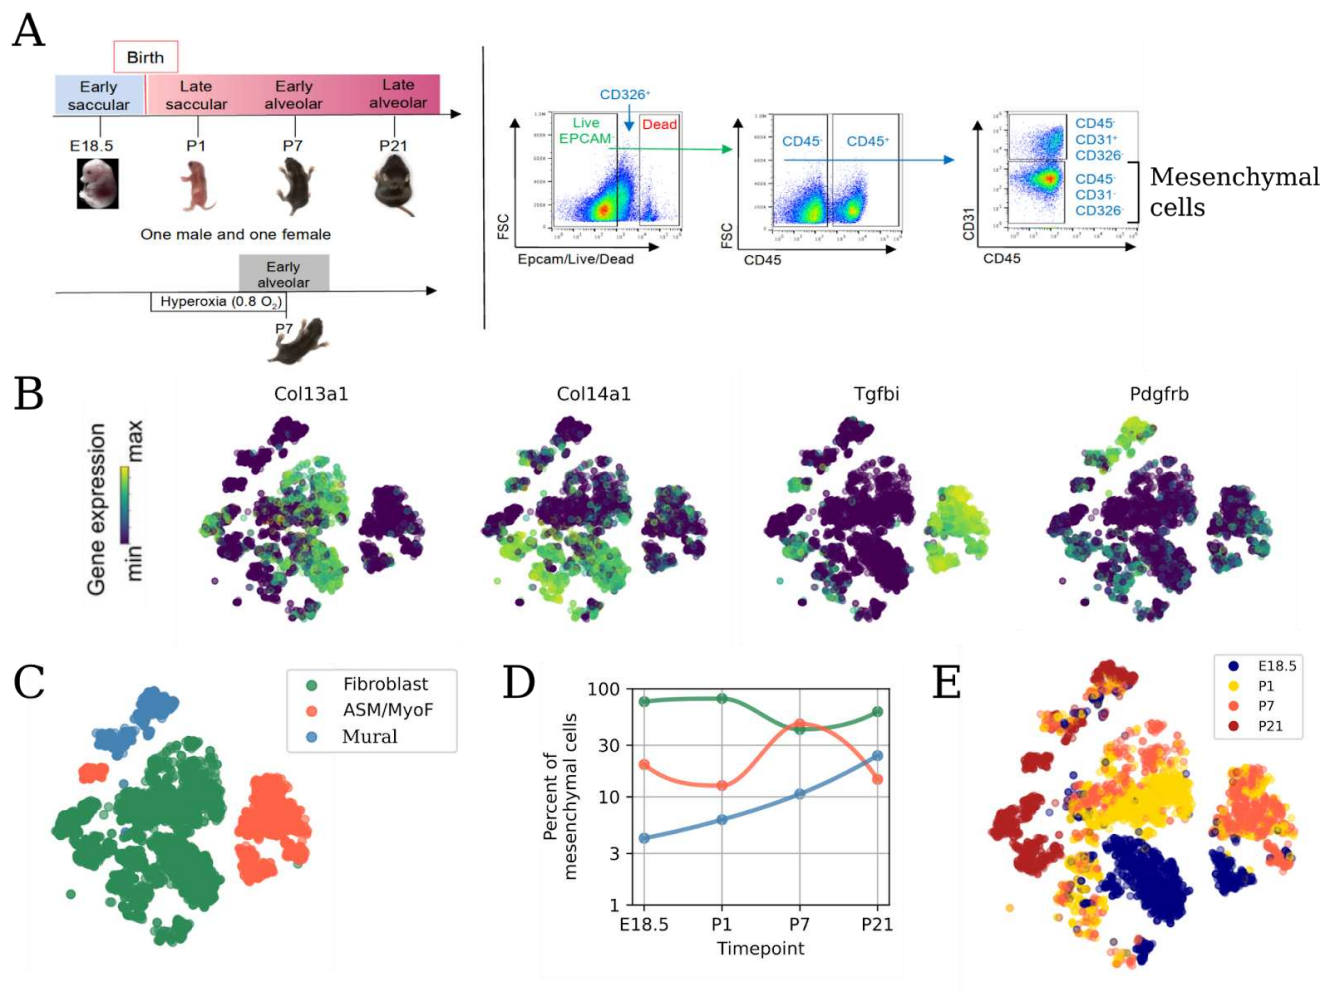 A
Birth
Early saccular
Late saccular
Early alveolar
Late alveolar
E18.5
P1
P7
P21
One male and one female
Early alveolar
Hyperoxia (0.8 O₂)
P7
CD326⁺
Live
EPCAM⁻
Dead
FSC
Epcam/Live/Dead
CD45⁻
CD45⁺
FSC
CD45
CD45⁻
CD31⁺
CD326⁻
CD45⁻
CD31⁻
CD326⁻
CD31
CD45
Mesenchymal
cells
B
Gene expression
min
max
Col13a1
Col14a1
Tgfbi
Pdgfrb
C
Fibroblast
ASM/MyoF
Mural
D
Percent of
mesenchymal cells
100
30
10
3
1
E18.5
P1
P7
P21
Timepoint
E
E18.5
P1
P7
P21